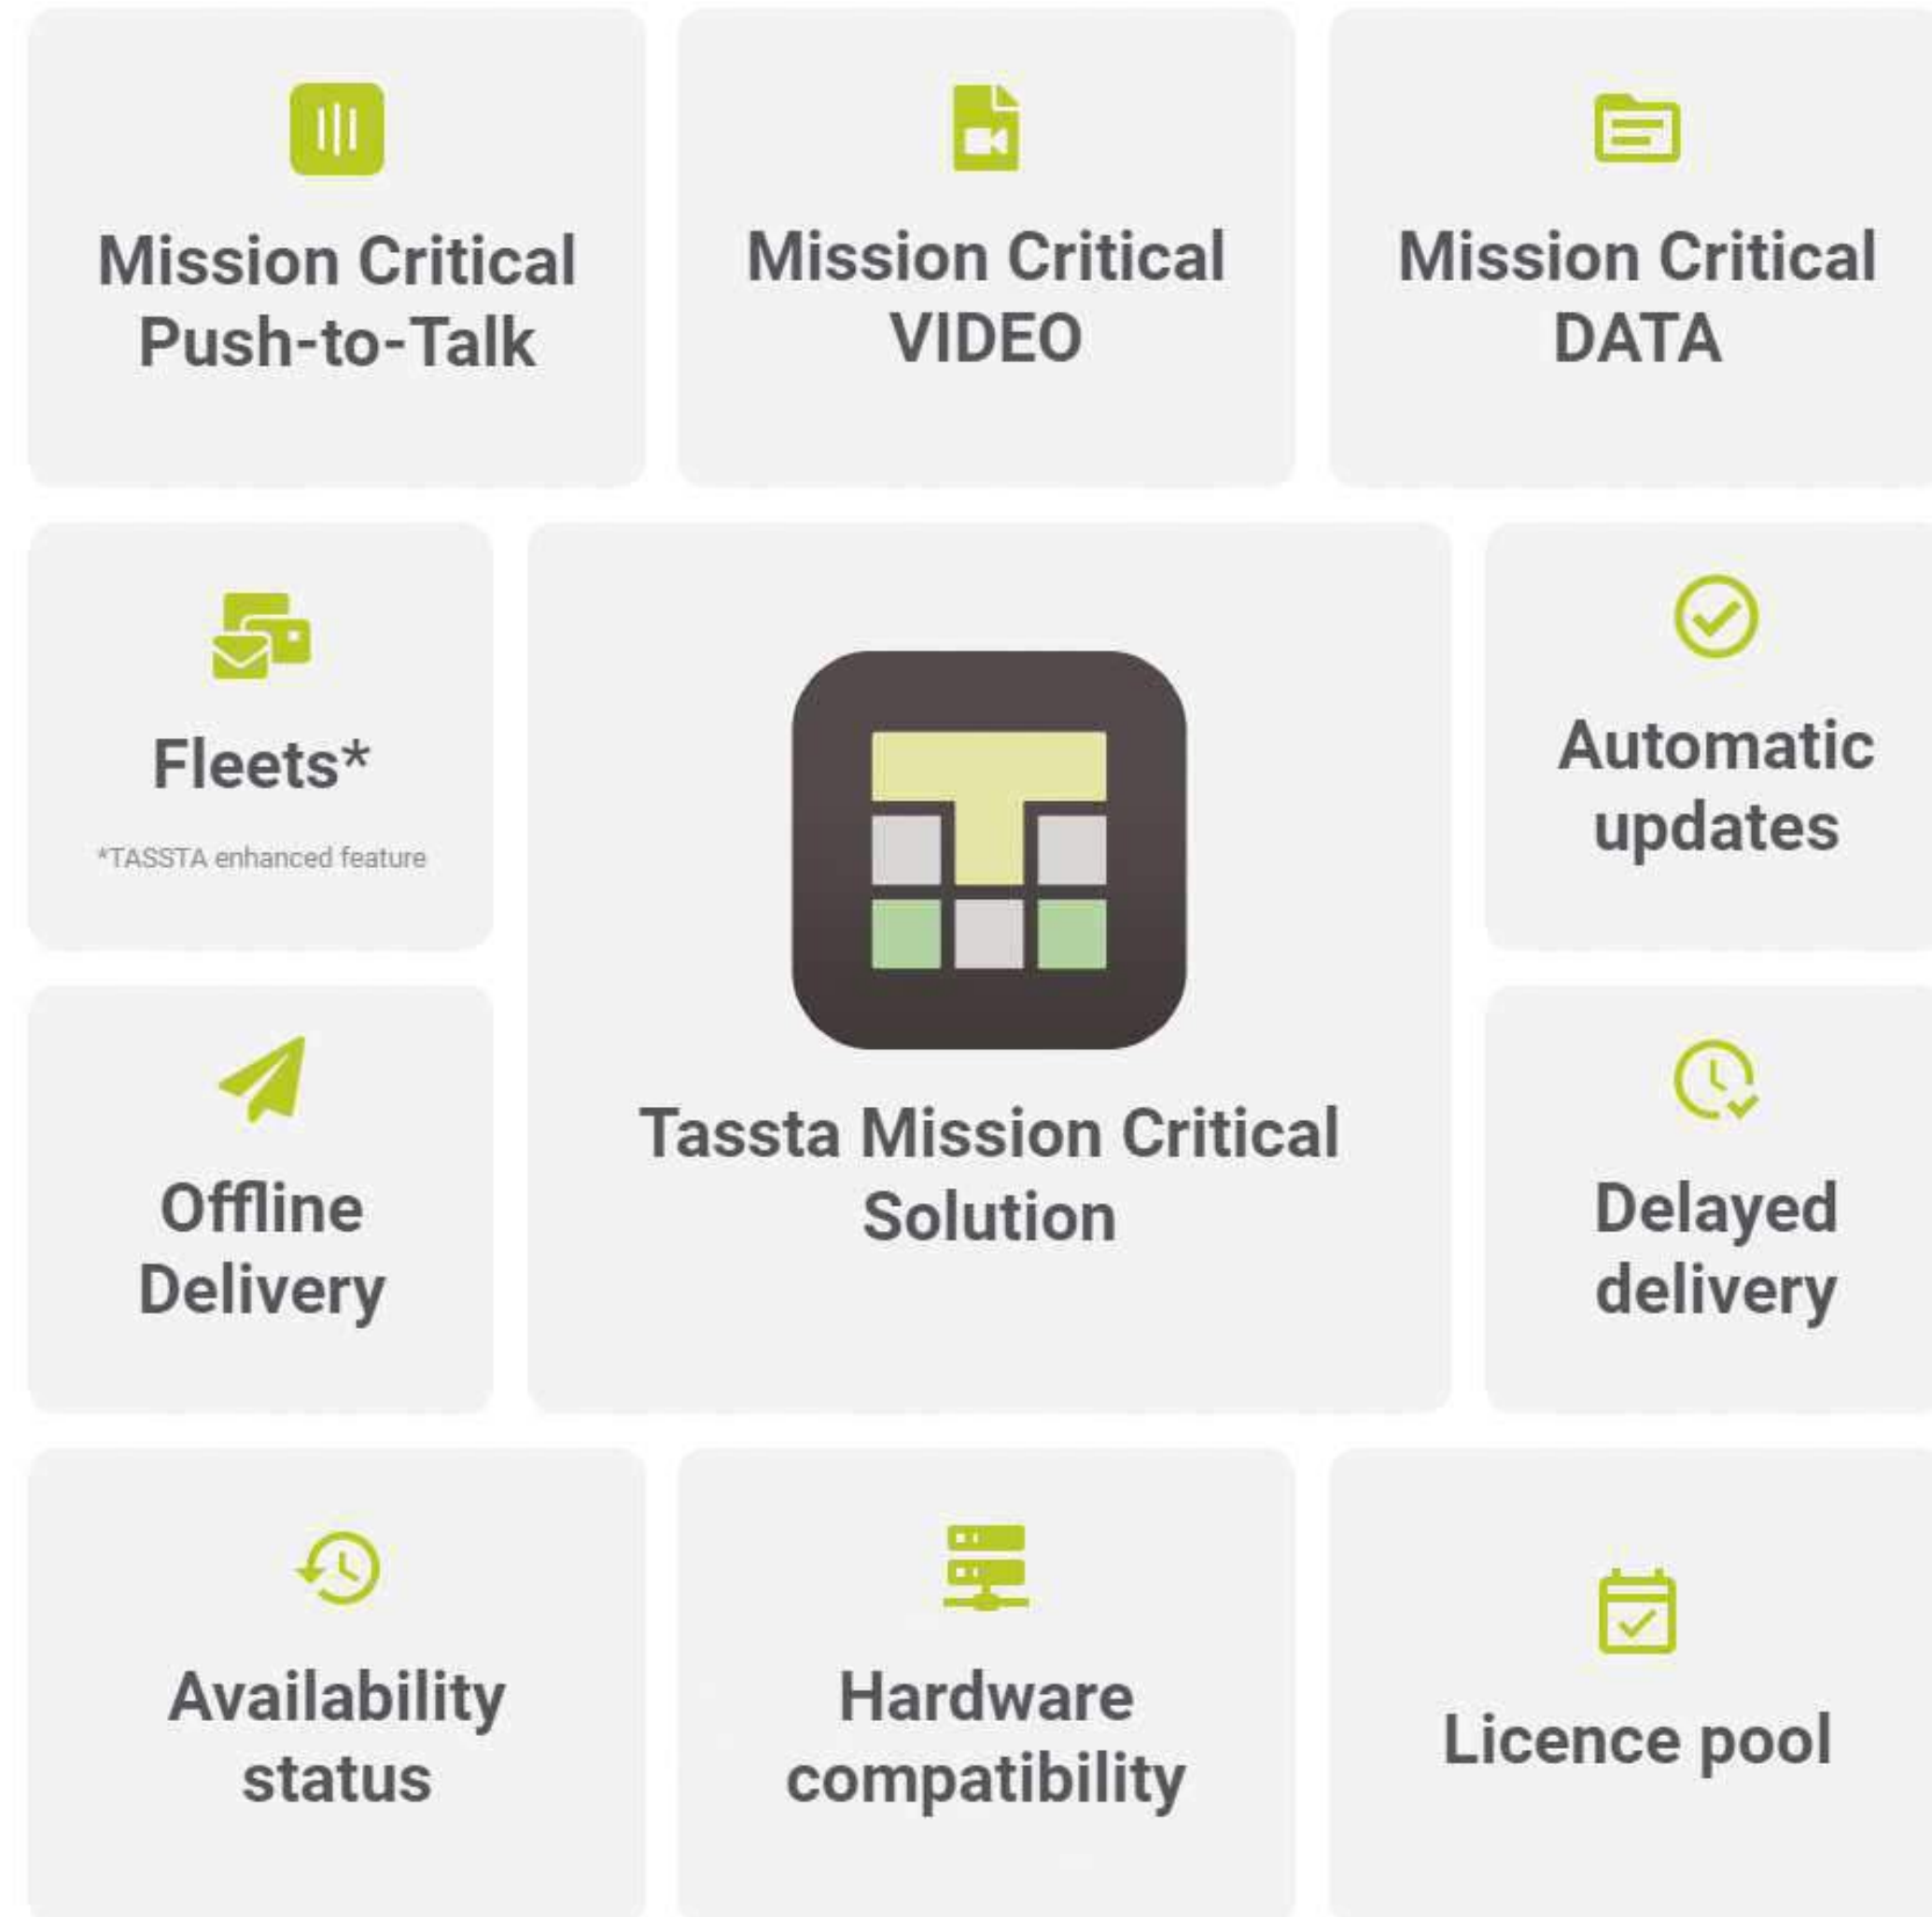 Mission Critical
Push-to-Talk
Mission Critical
VIDEO
Mission Critical
DATA
Fleets*
*TASSTA enhanced feature
Automatic
updates
Tassta Mission Critical
Solution
Offline
Delivery
Delayed
delivery
Availability
status
Hardware
compatibility
Licence pool